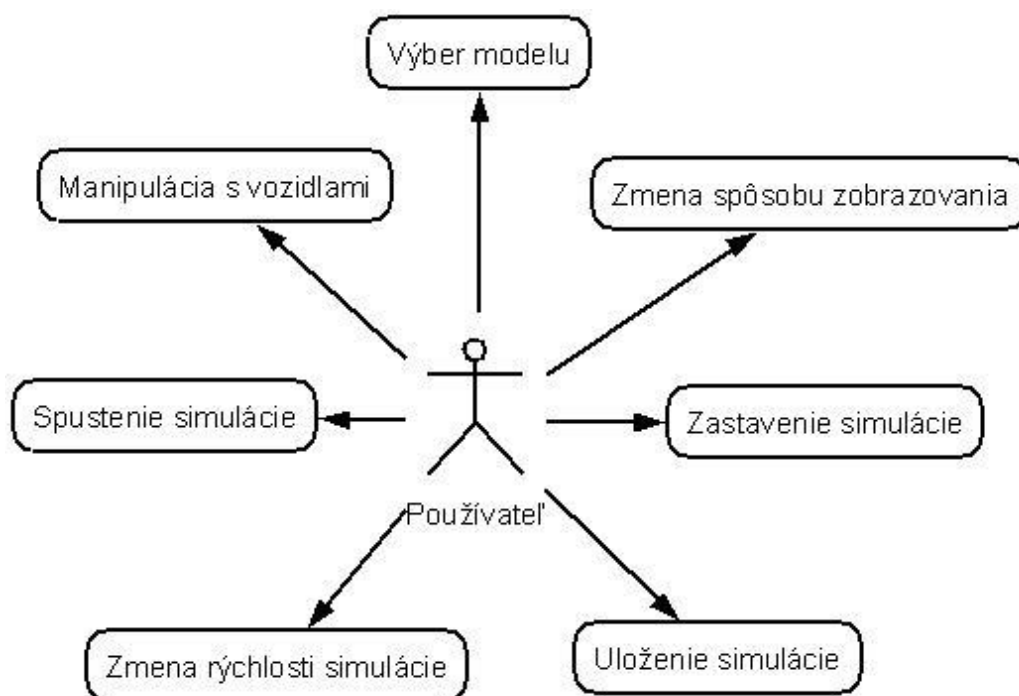 Výber modelu
Manipulácia s vozidlami
Zmena spôsobu zobrazovania
Spustenie simulácie
Zastavenie simulácie
Používateľ
Zmena rýchlosti simulácie
Uloženie simulácie